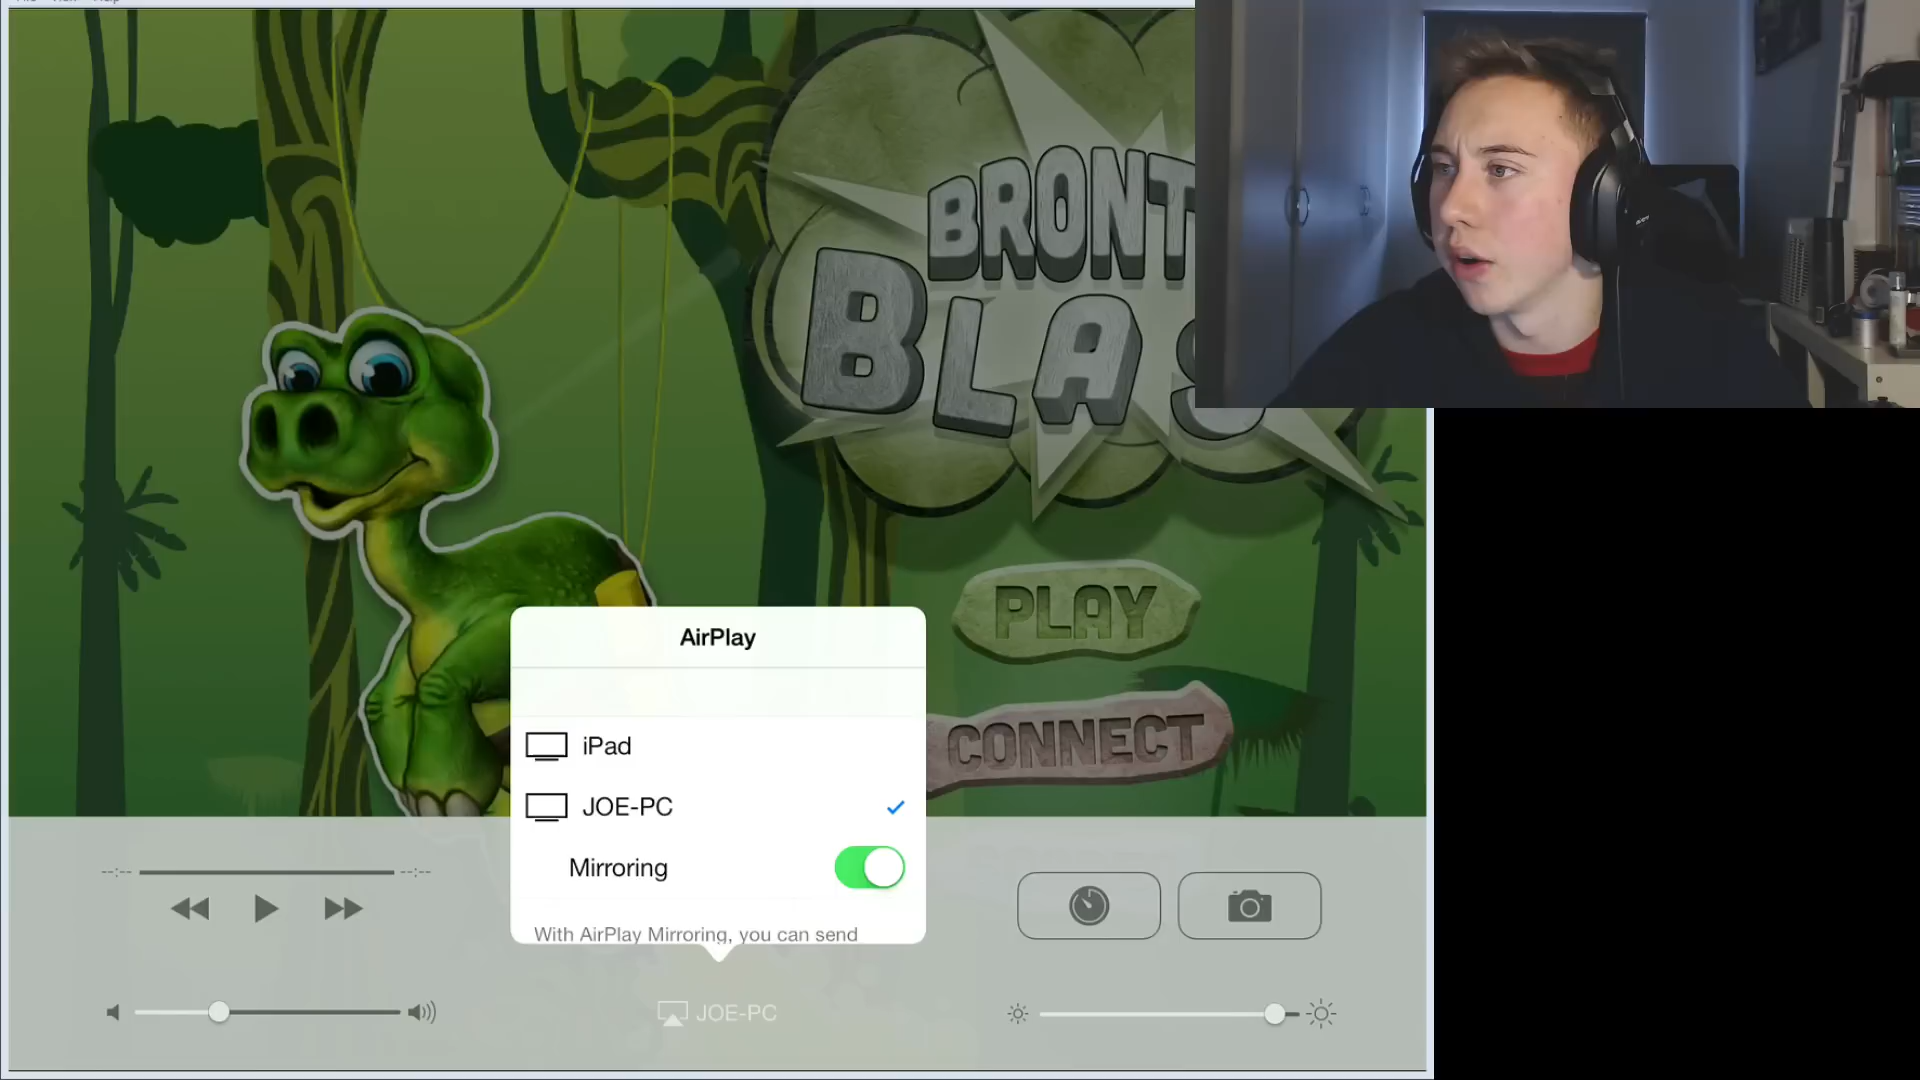 BRONT
BLAS
PLAY
CONNECT
AirPlay
iPad
JOE-PC
Mirroring
With AirPlay Mirroring, you can send
--:--
--:--
JOE-PC